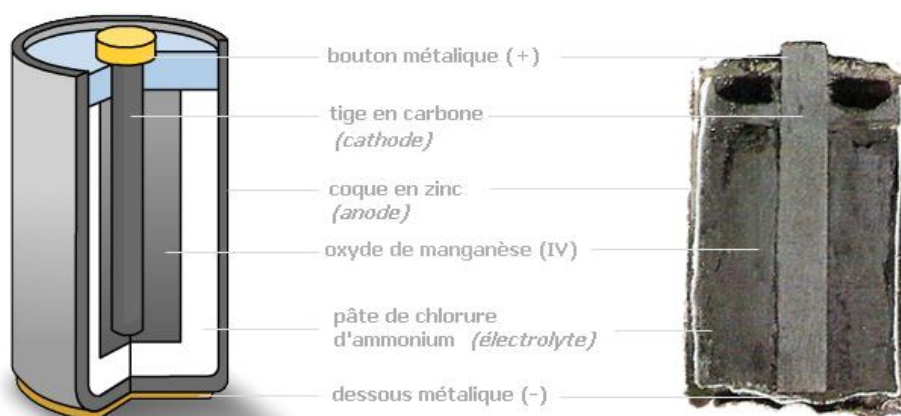 bouton métalique (+)
tige en carbone
(cathode)
coque en zinc
(anode)
oxyde de manganèse (IV)
pâte de chlorure
d'ammonium (électrolyte)
dessous métalique (-)